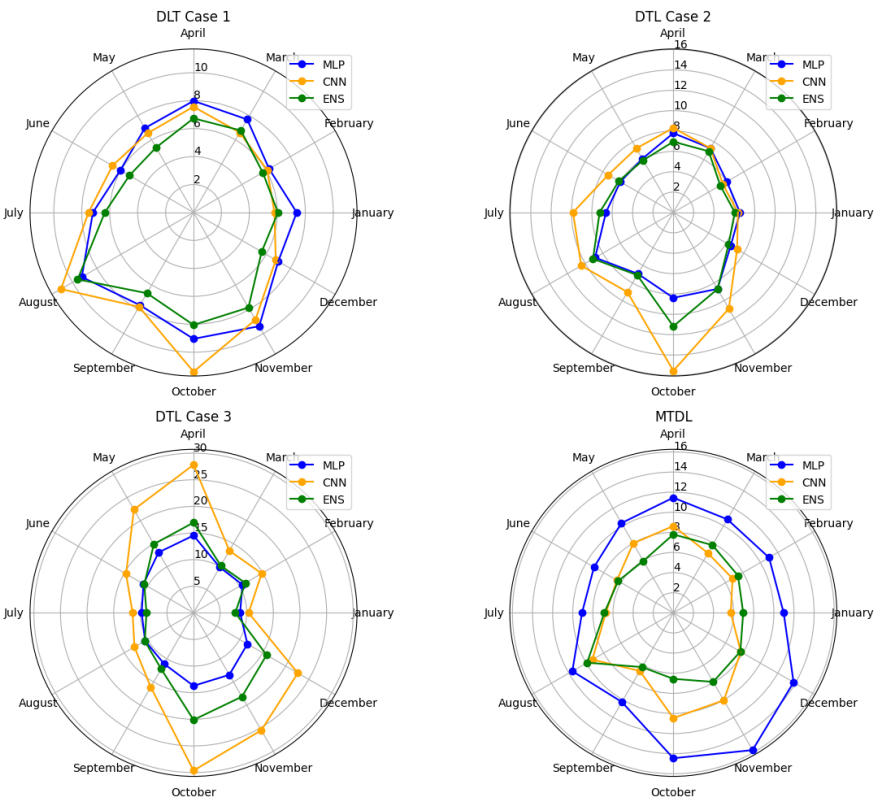 DLT Case 1
April
May
March
MLP
CNN
ENS
10
8
6
4
2
June
February
July
January
August
December
September
November
October
DTL Case 2
April
16
14
12
10
8
6
4
2
May
March
MLP
CNN
ENS
June
February
July
January
August
December
September
November
October
DTL Case 3
April
30
25
20
15
10
5
May
March
MLP
CNN
ENS
June
February
July
January
August
December
September
November
October
MTDL
April
16
14
12
10
8
6
4
2
May
March
MLP
CNN
ENS
June
February
July
January
August
December
September
November
October